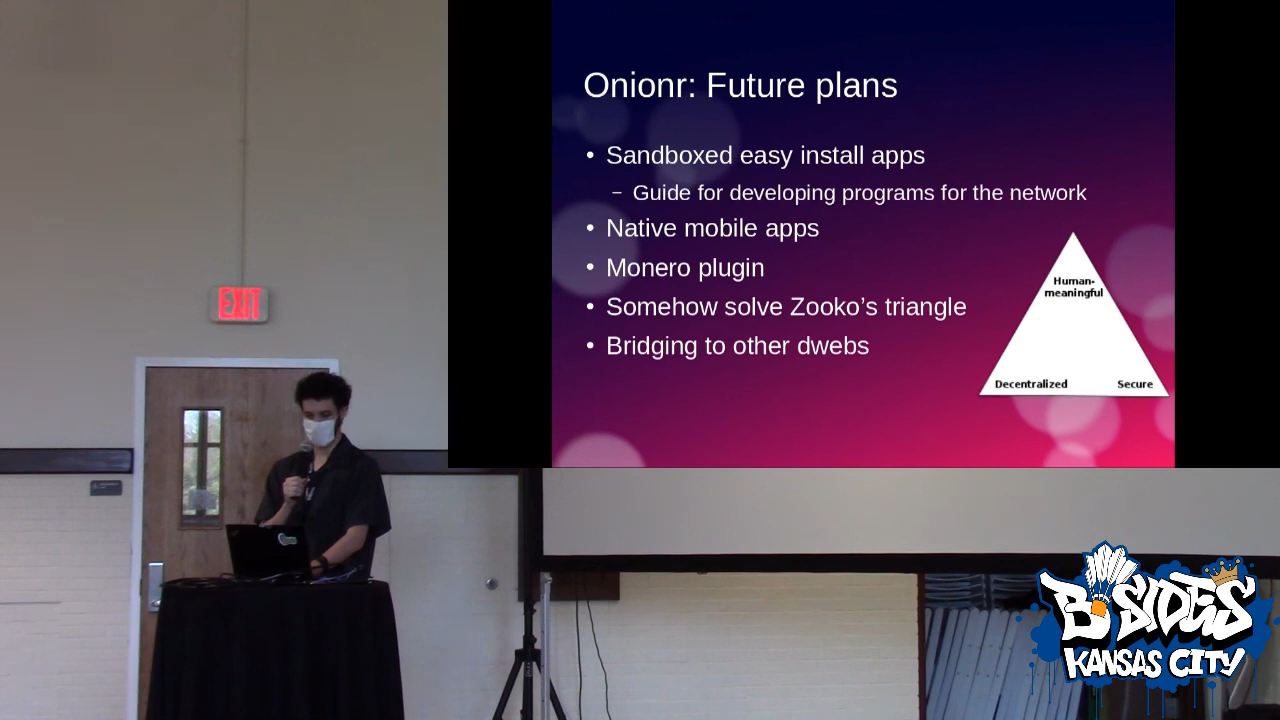 Onionr: Future plans
• Sandboxed easy install apps
– Guide for developing programs for the network
• Native mobile apps
• Monero plugin
• Somehow solve Zooko's triangle
• Bridging to other dwebs
Human-
meaningful
Decentralized Secure
EXIT
BSIDES
KANSAS CITY